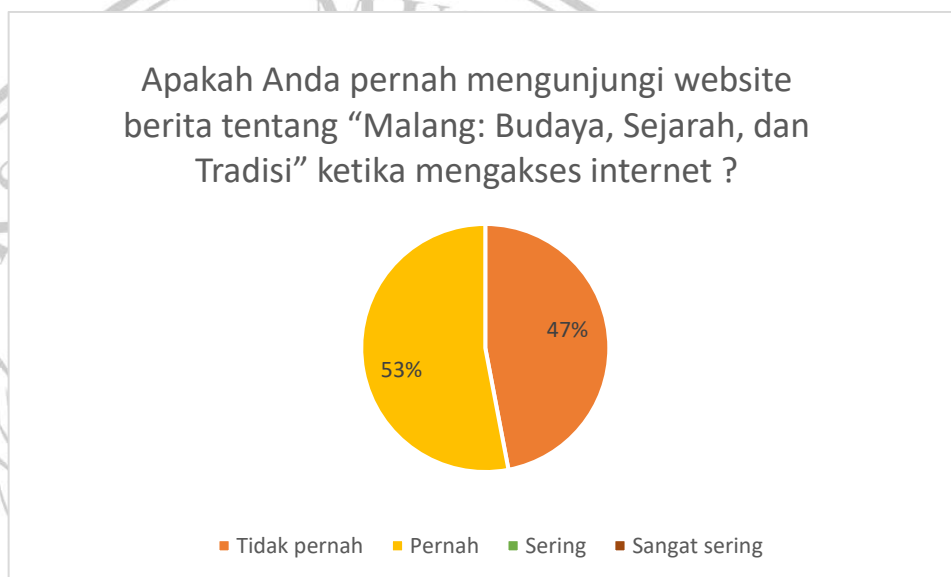 Apakah Anda pernah mengunjungi website
berita tentang “Malang: Budaya, Sejarah, dan
Tradisi” ketika mengakses internet ?
47%
53%
Tidak pernah Pernah Sering Sangat sering